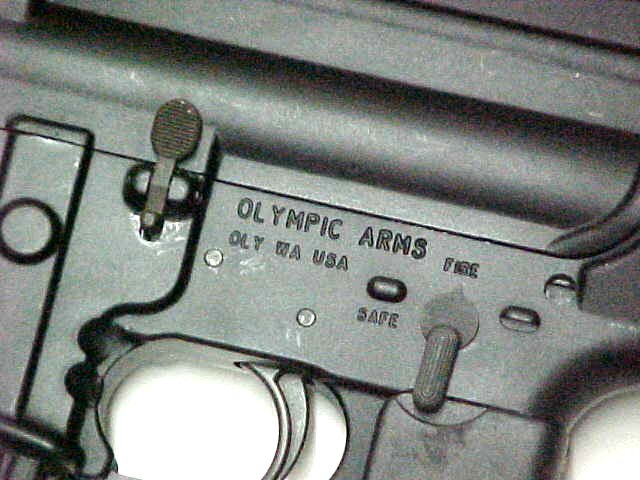 OLYMPIC ARMS
OLY WA USA
FIRE
SAFE